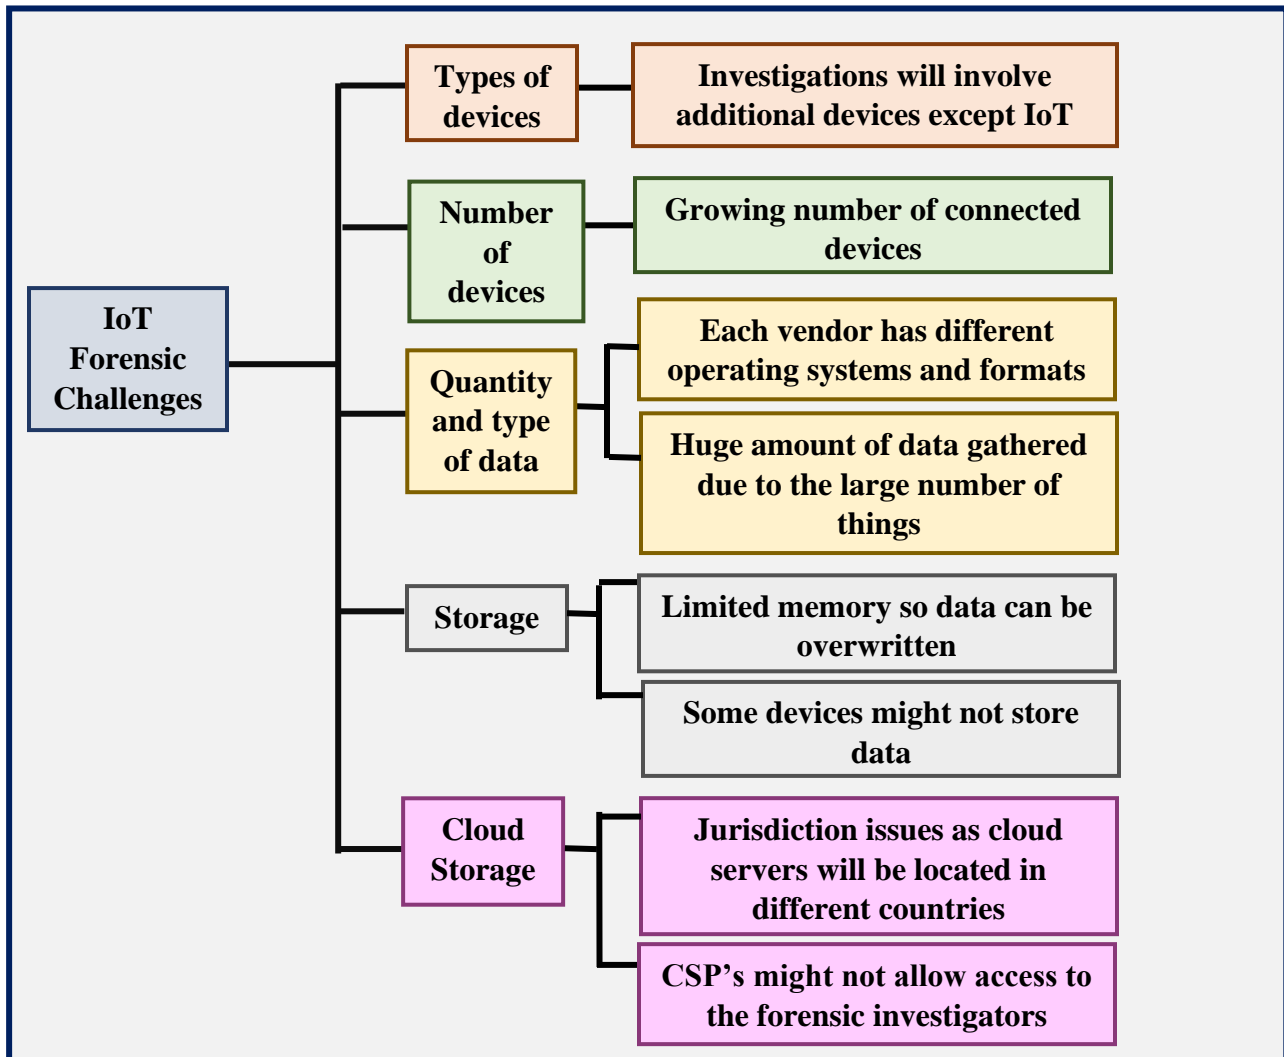 Types of
devices
Investigations will involve
additional devices except IoT
Number
of
devices
Growing number of connected
devices
IoT
Forensic
Challenges
Quantity
and type
of data
Each vendor has different
operating systems and formats
Huge amount of data gathered
due to the large number of
things
Storage
Limited memory so data can be
overwritten
Some devices might not store
data
Cloud
Storage
Jurisdiction issues as cloud
servers will be located in
different countries
CSP’s might not allow access to
the forensic investigators